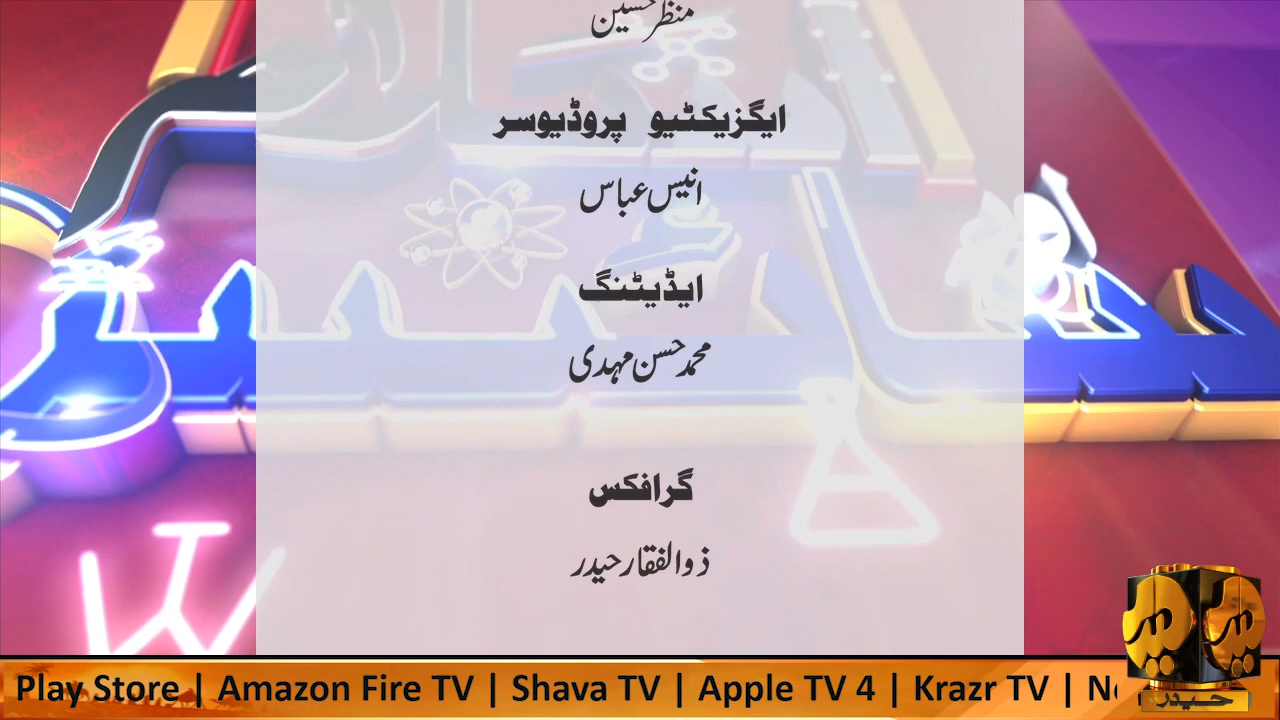 منظر حسین
ایگزیکٹیو پروڈیوسر
انیس عباس
ایڈیٹنگ
محمد حسن مہدی
گرافکس
ذوالفقار حیدر
Play Store | Amazon Fire TV | Shava TV | Apple TV 4 | Krazr TV |
حیدر